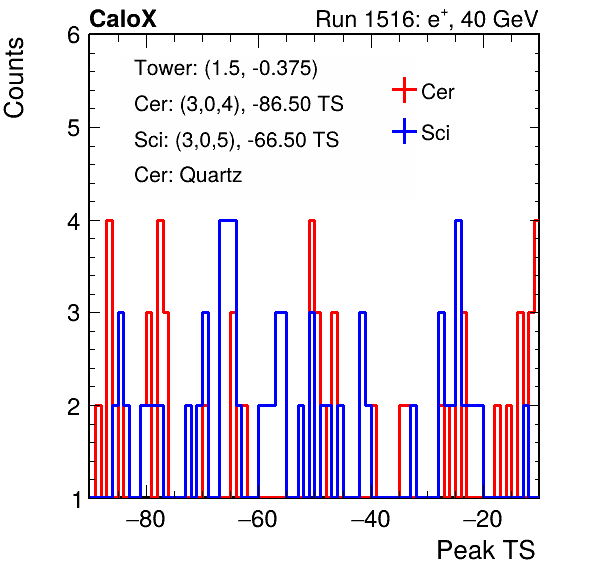 CaloX Run 1516: e⁺, 40 GeV
Counts
6
Tower: (1.5, -0.375)
Cer: (3,0,4), -86.50 TS
Sci: (3,0,5), -66.50 TS
Cer: Quartz
Cer
Sci
5
4
3
2
1
−80 −60 −40 −20
Peak TS